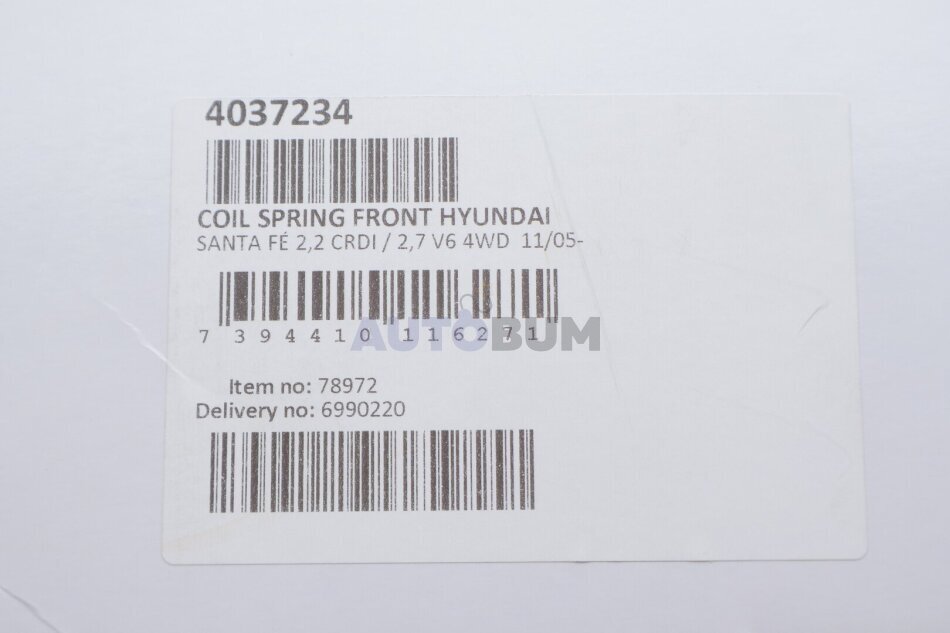 4037234
COIL SPRING FRONT HYUNDAI
SANTA FÉ 2,2 CRDI / 2,7 V6 4WD 11/05-
7 394410 116271
AUTOBUM
Item no: 78972
Delivery no: 6990220